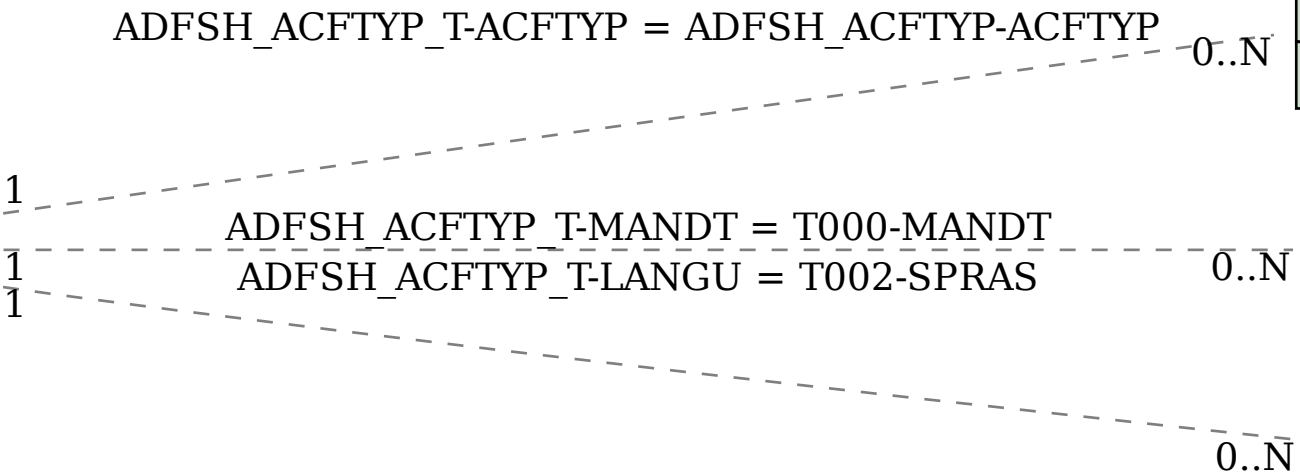 ADFSH_ACFTYP_T-ACFTYP = ADFSH_ACFTYP-ACFTYP
0..N
1
ADFSH_ACFTYP_T-MANDT = T000-MANDT
1
0..N
ADFSH_ACFTYP_T-LANGU = T002-SPRAS
1
0..N